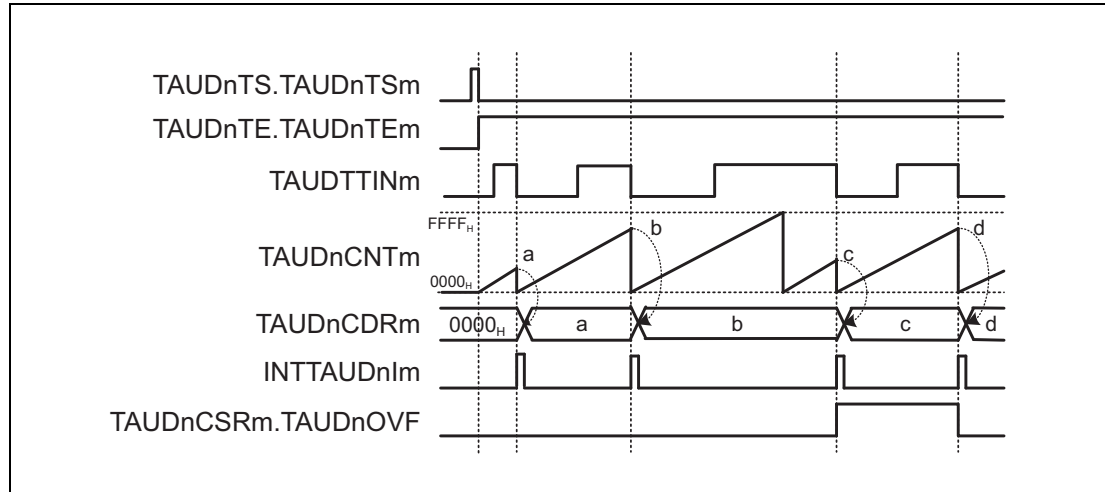 TAUDnTS.TAUDnTSm
TAUDnTE.TAUDnTEm
TAUDTTINm
FFFFH
TAUDnCNTm
0000H
a
b
c
d
TAUDnCDRm
0000H
a
b
c
d
INTTAUDnIm
TAUDnCSRm.TAUDnOVF